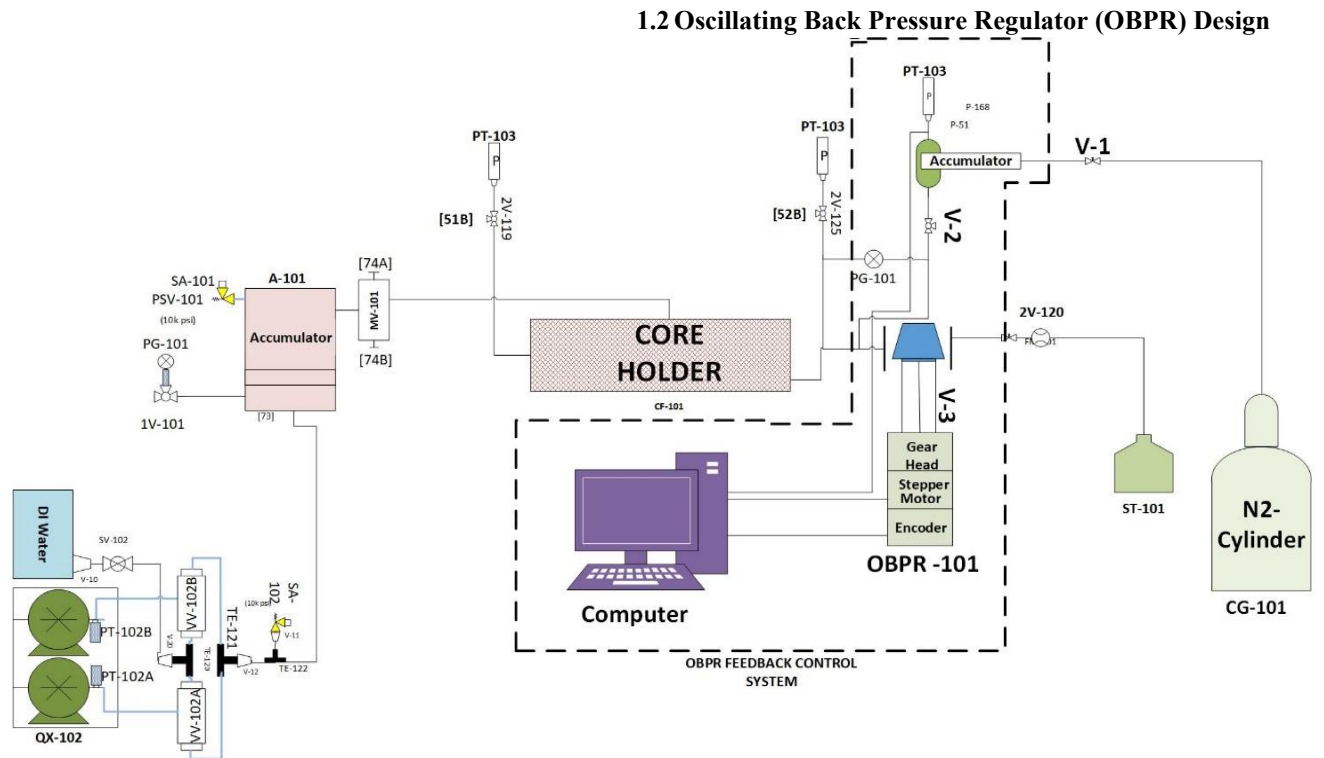 1.2 Oscillating Back Pressure Regulator (OBPR) Design
PT-103
P
P-168
P-51
Accumulator
V-1
PT-103
P
[51B]
2V-119
PT-103
P
[52B]
2V-125
V-2
PG-101
SA-101
PSV-101
(10k psi)
A-101
Accumulator
[74A]
MV-101
[74B]
PG-101
1V-101
[73]
CORE
HOLDER
CF-101
2V-120
V-3
Gear
Head
Stepper
Motor
Encoder
OBPR -101
Computer
OBPR FEEDBACK CONTROL
SYSTEM
ST-101
N2-
Cylinder
CG-101
DI Water
SV-102
V-10
VV-102B
TE-121
SA-
102
(10k psi)
V-11
PT-102B
TE-122
V-12
PT-102A
VV-102A
QX-102